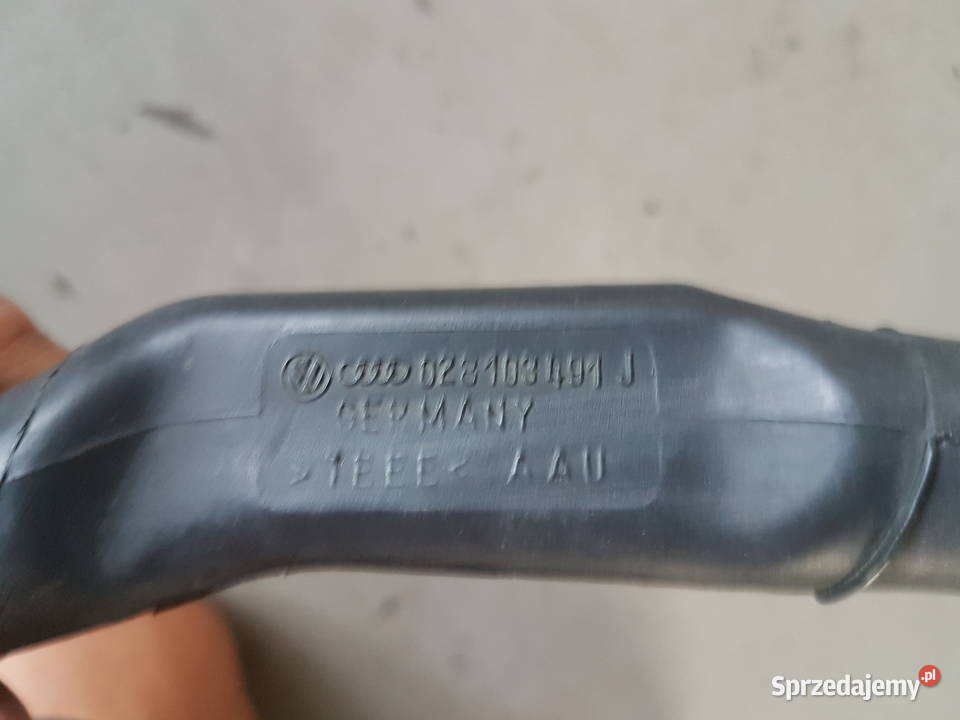 028103491 J
GERMANY
>TEEE< AAU
Sprzedajemy.pl